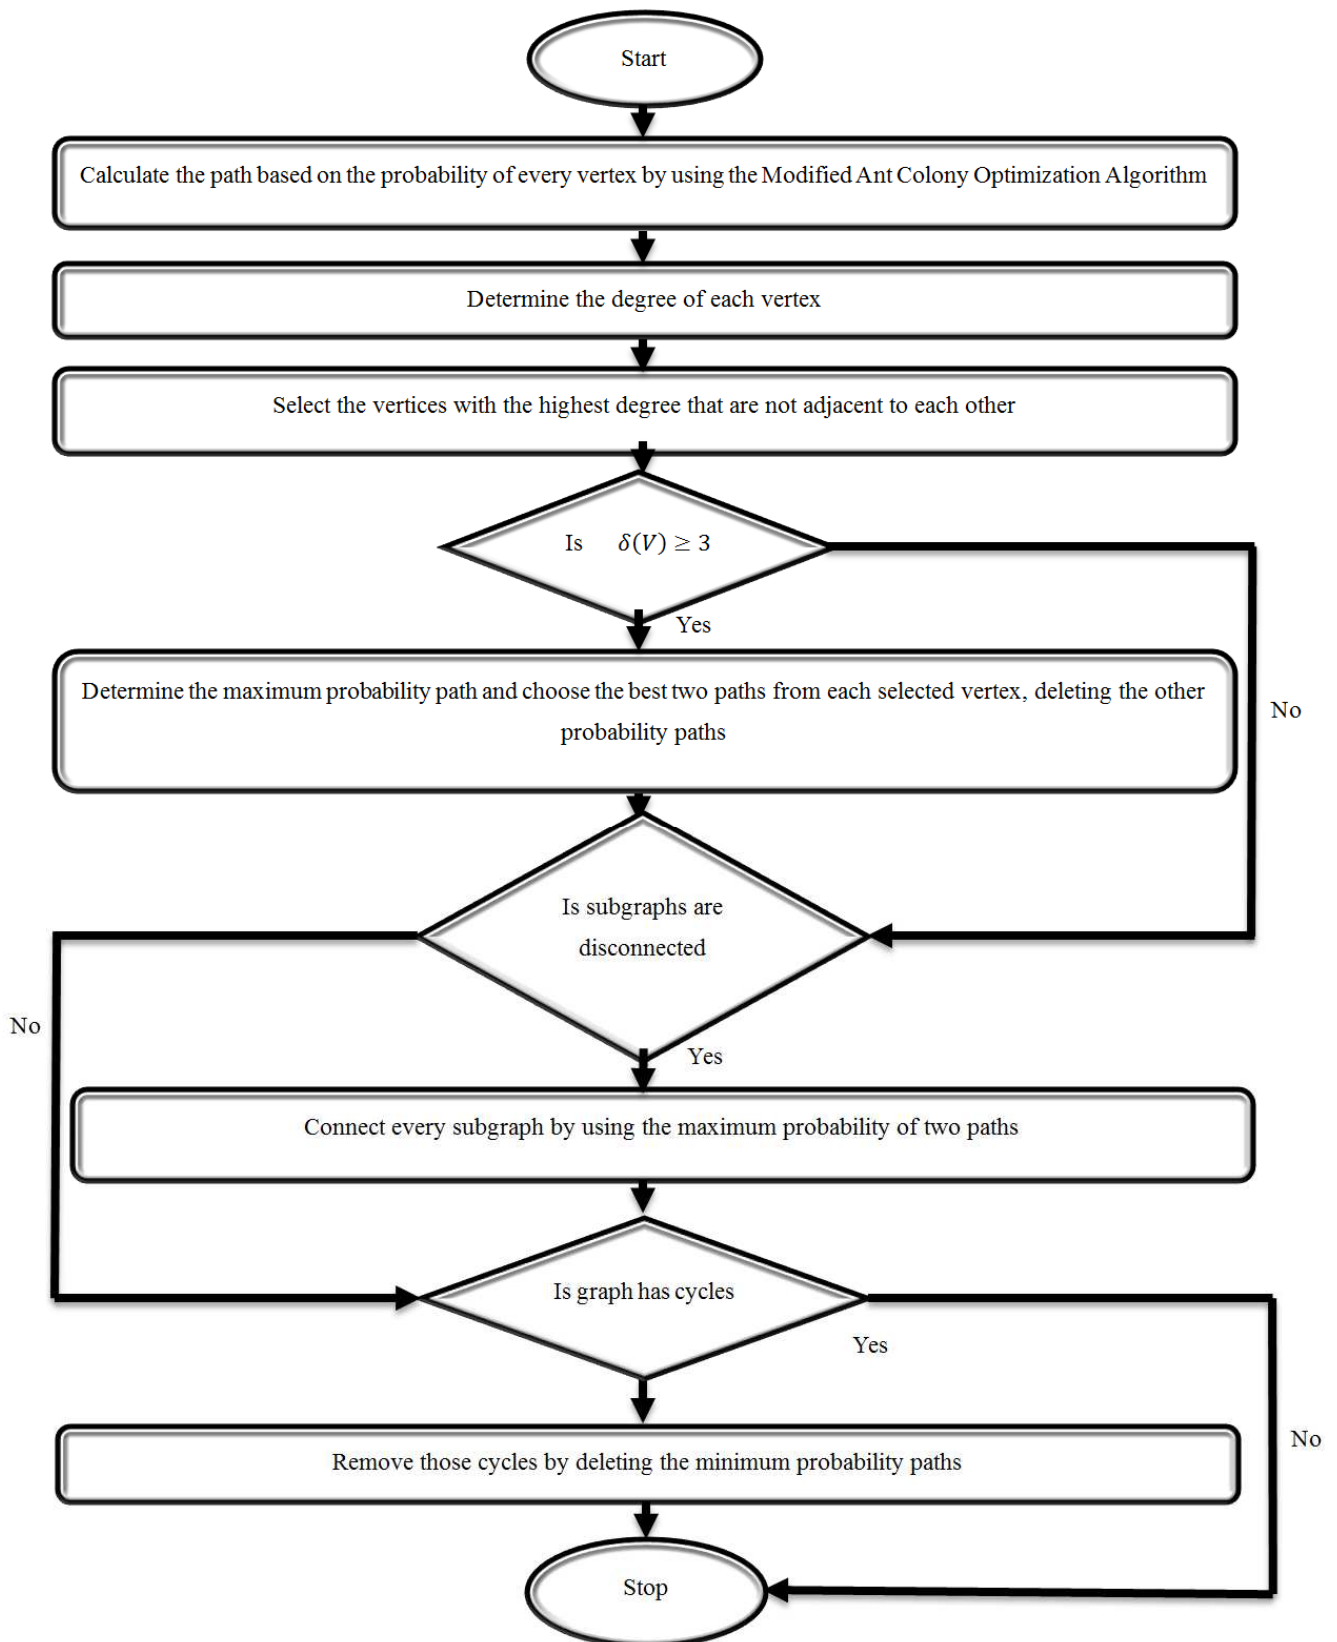 Start
Calculate the path based on the probability of every vertex by using the Modified Ant Colony Optimization Algorithm
Determine the degree of each vertex
Select the vertices with the highest degree that are not adjacent to each other
Is δ(V) ≥ 3
Yes
Determine the maximum probability path and choose the best two paths from each selected vertex, deleting the other
probability paths
No
Is subgraphs are
disconnected
No
Yes
Connect every subgraph by using the maximum probability of two paths
Is graph has cycles
Yes
No
Remove those cycles by deleting the minimum probability paths
Stop